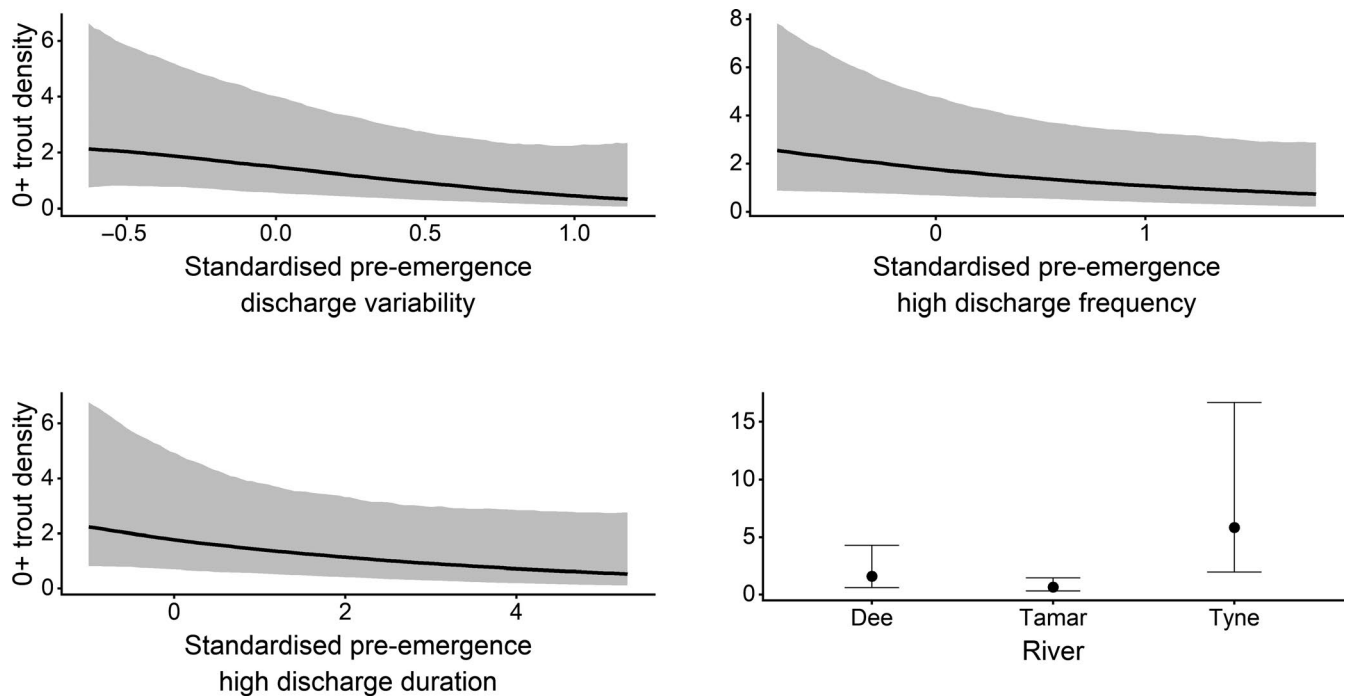 0+ trout density
6
4
2
0
−0.5
0.0
0.5
1.0
Standardised pre-emergence
discharge variability
8
6
4
2
0
0
1
Standardised pre-emergence
high discharge frequency
0+ trout density
6
4
2
0
0
2
4
Standardised pre-emergence
high discharge duration
15
10
5
0
Dee
Tamar
Tyne
River